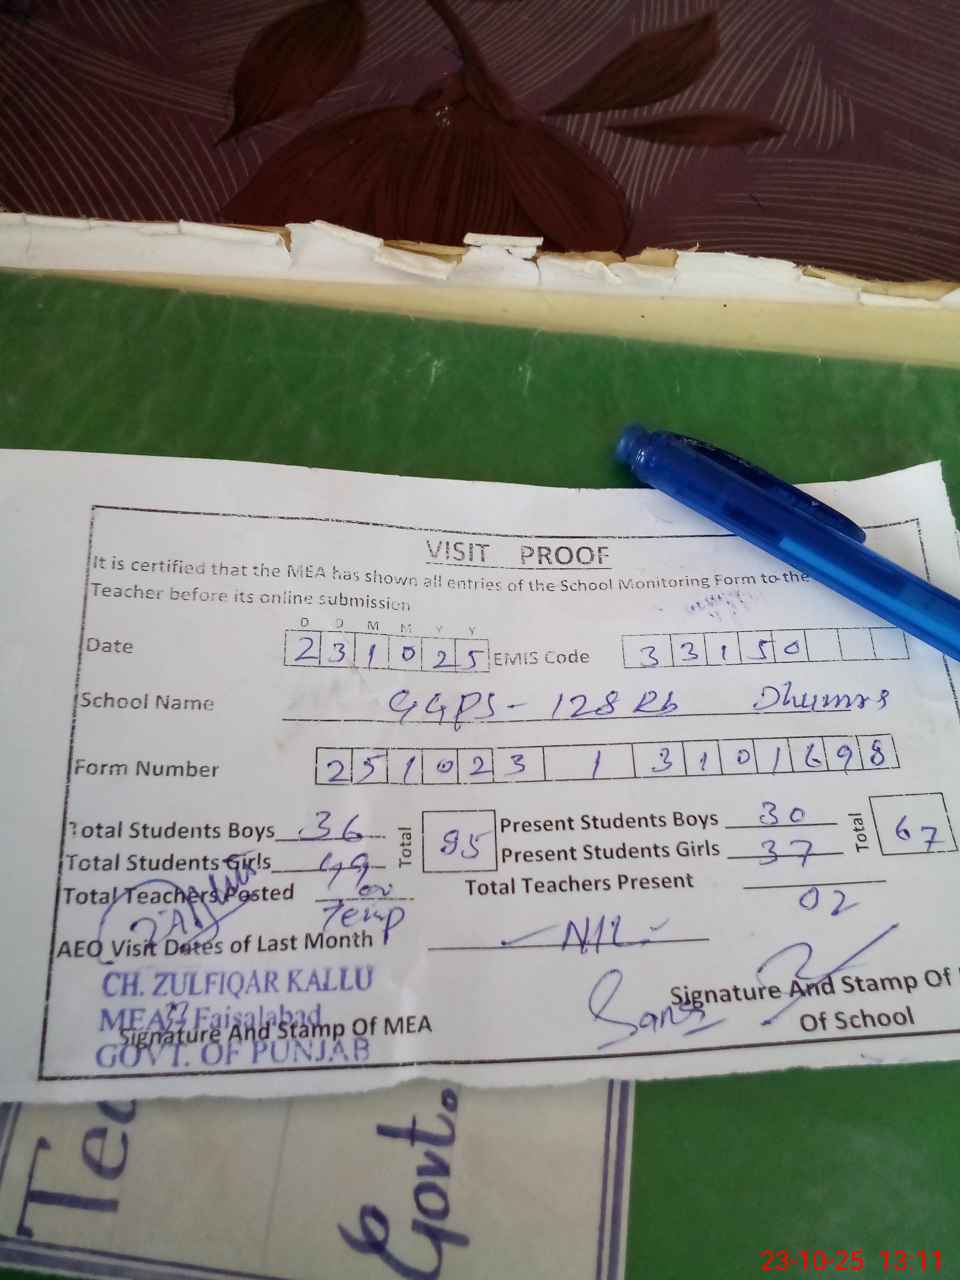 VISIT PROOF
It is certified that the MEA has shown all entries of the School Monitoring Form to the
Teacher before its online submission
D D M M Y Y
Date 2 3 1 0 2 5 EMIS Code 3 3 1 5 0
School Name GGPS - 128 Rb
Form Number 2 5 1 0 2 3 1 3 1 0 1 6 9 8
Total Students Boys 36 Total 85 Present Students Boys 30 Total 67
Total Students Girls 49 Present Students Girls 37
Total Teachers Posted Total Teachers Present 02
Temp
AEO Visit Dates of Last Month - NIL -
CH. ZULFIQAR KALLU
MEA 37 Faisalabad
GOVT. OF PUNJAB
Signature And Stamp Of MEA
Signature And Stamp Of
Of School
Govt.
23-10-25 13:11